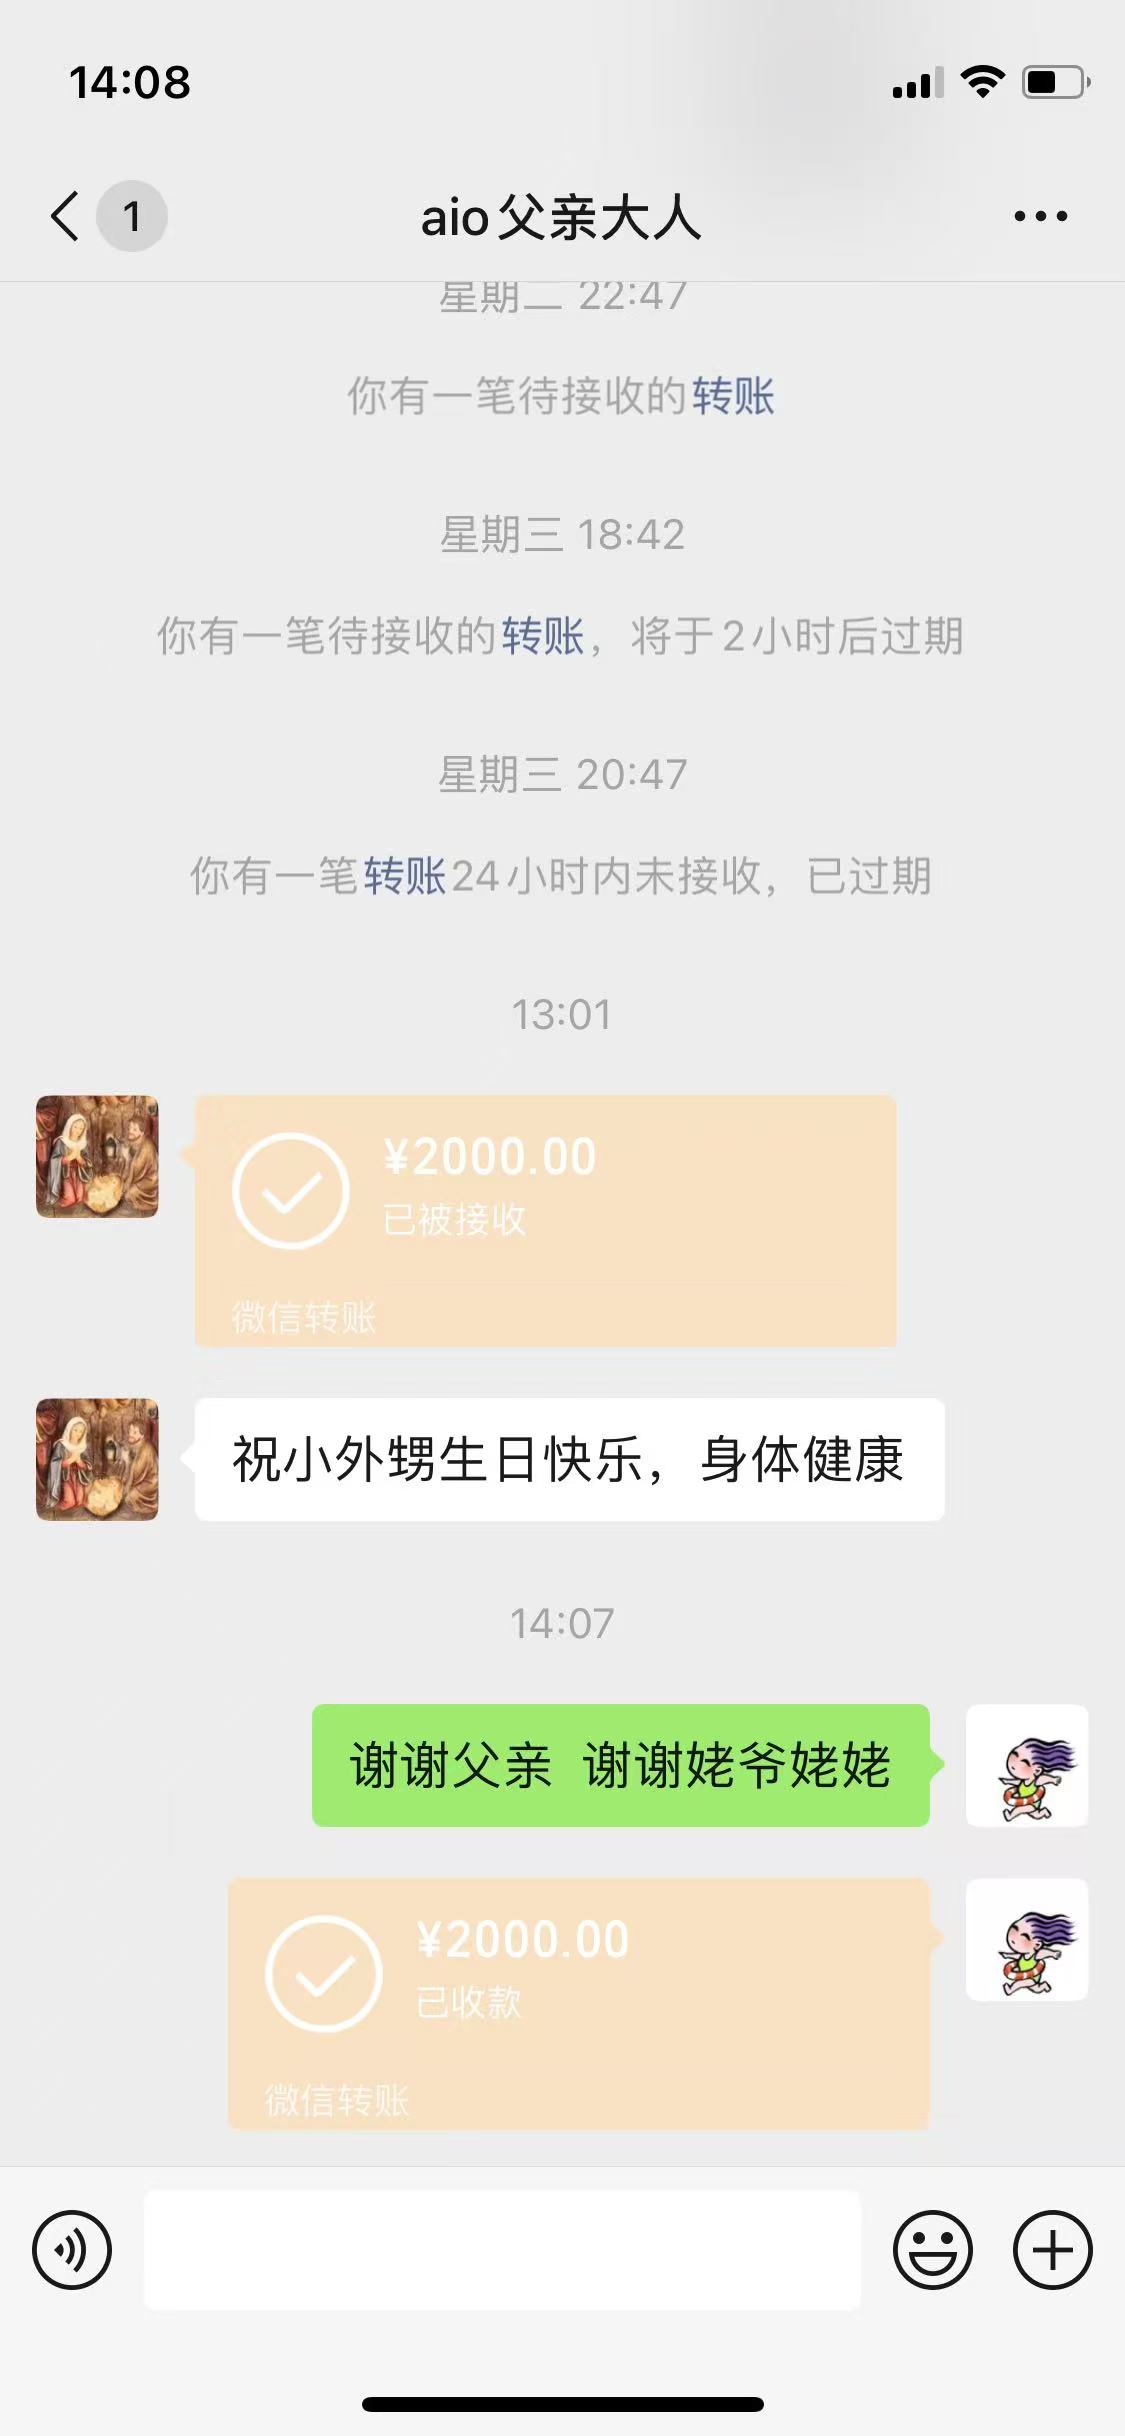 14:08
1
aio父亲大人
星期二 22:47
你有一笔待接收的转账
星期三 18:42
你有一笔待接收的转账，将于2小时后过期
星期三 20:47
你有一笔转账24小时内未接收，已过期
13:01
¥2000.00
已被接收
微信转账
祝小外甥生日快乐，身体健康
14:07
谢谢父亲 谢谢姥爷姥姥
¥2000.00
已收款
微信转账